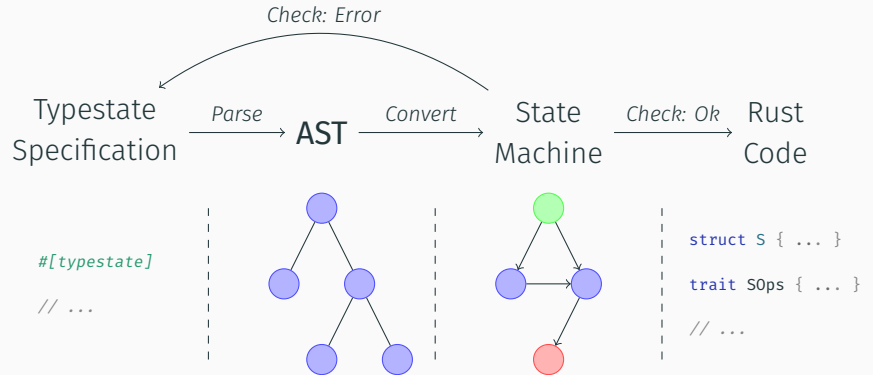 Check: Error
Typestate
Specification
Parse
AST
Convert
State
Machine
Check: Ok
Rust
Code
#[typestate]
// ...
struct S { ... }
trait SOps { ... }
// ...